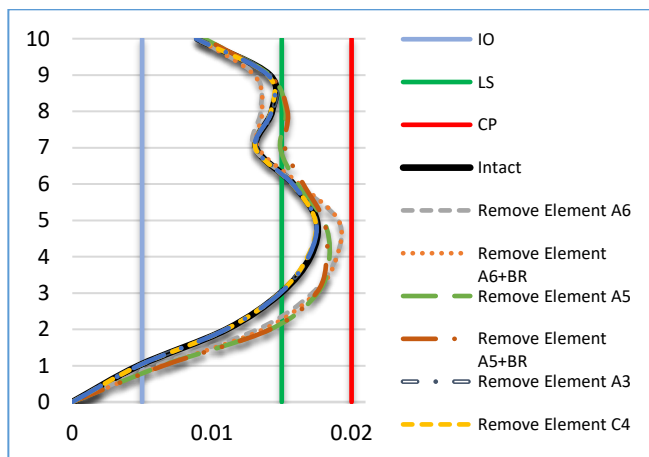 10
9
8
7
6
5
4
3
2
1
0
0
0.01
0.02
IO
LS
CP
Intact
Remove Element A6
Remove Element
A6+BR
Remove Element A5
Remove Element
A5+BR
Remove Element A3
Remove Element C4